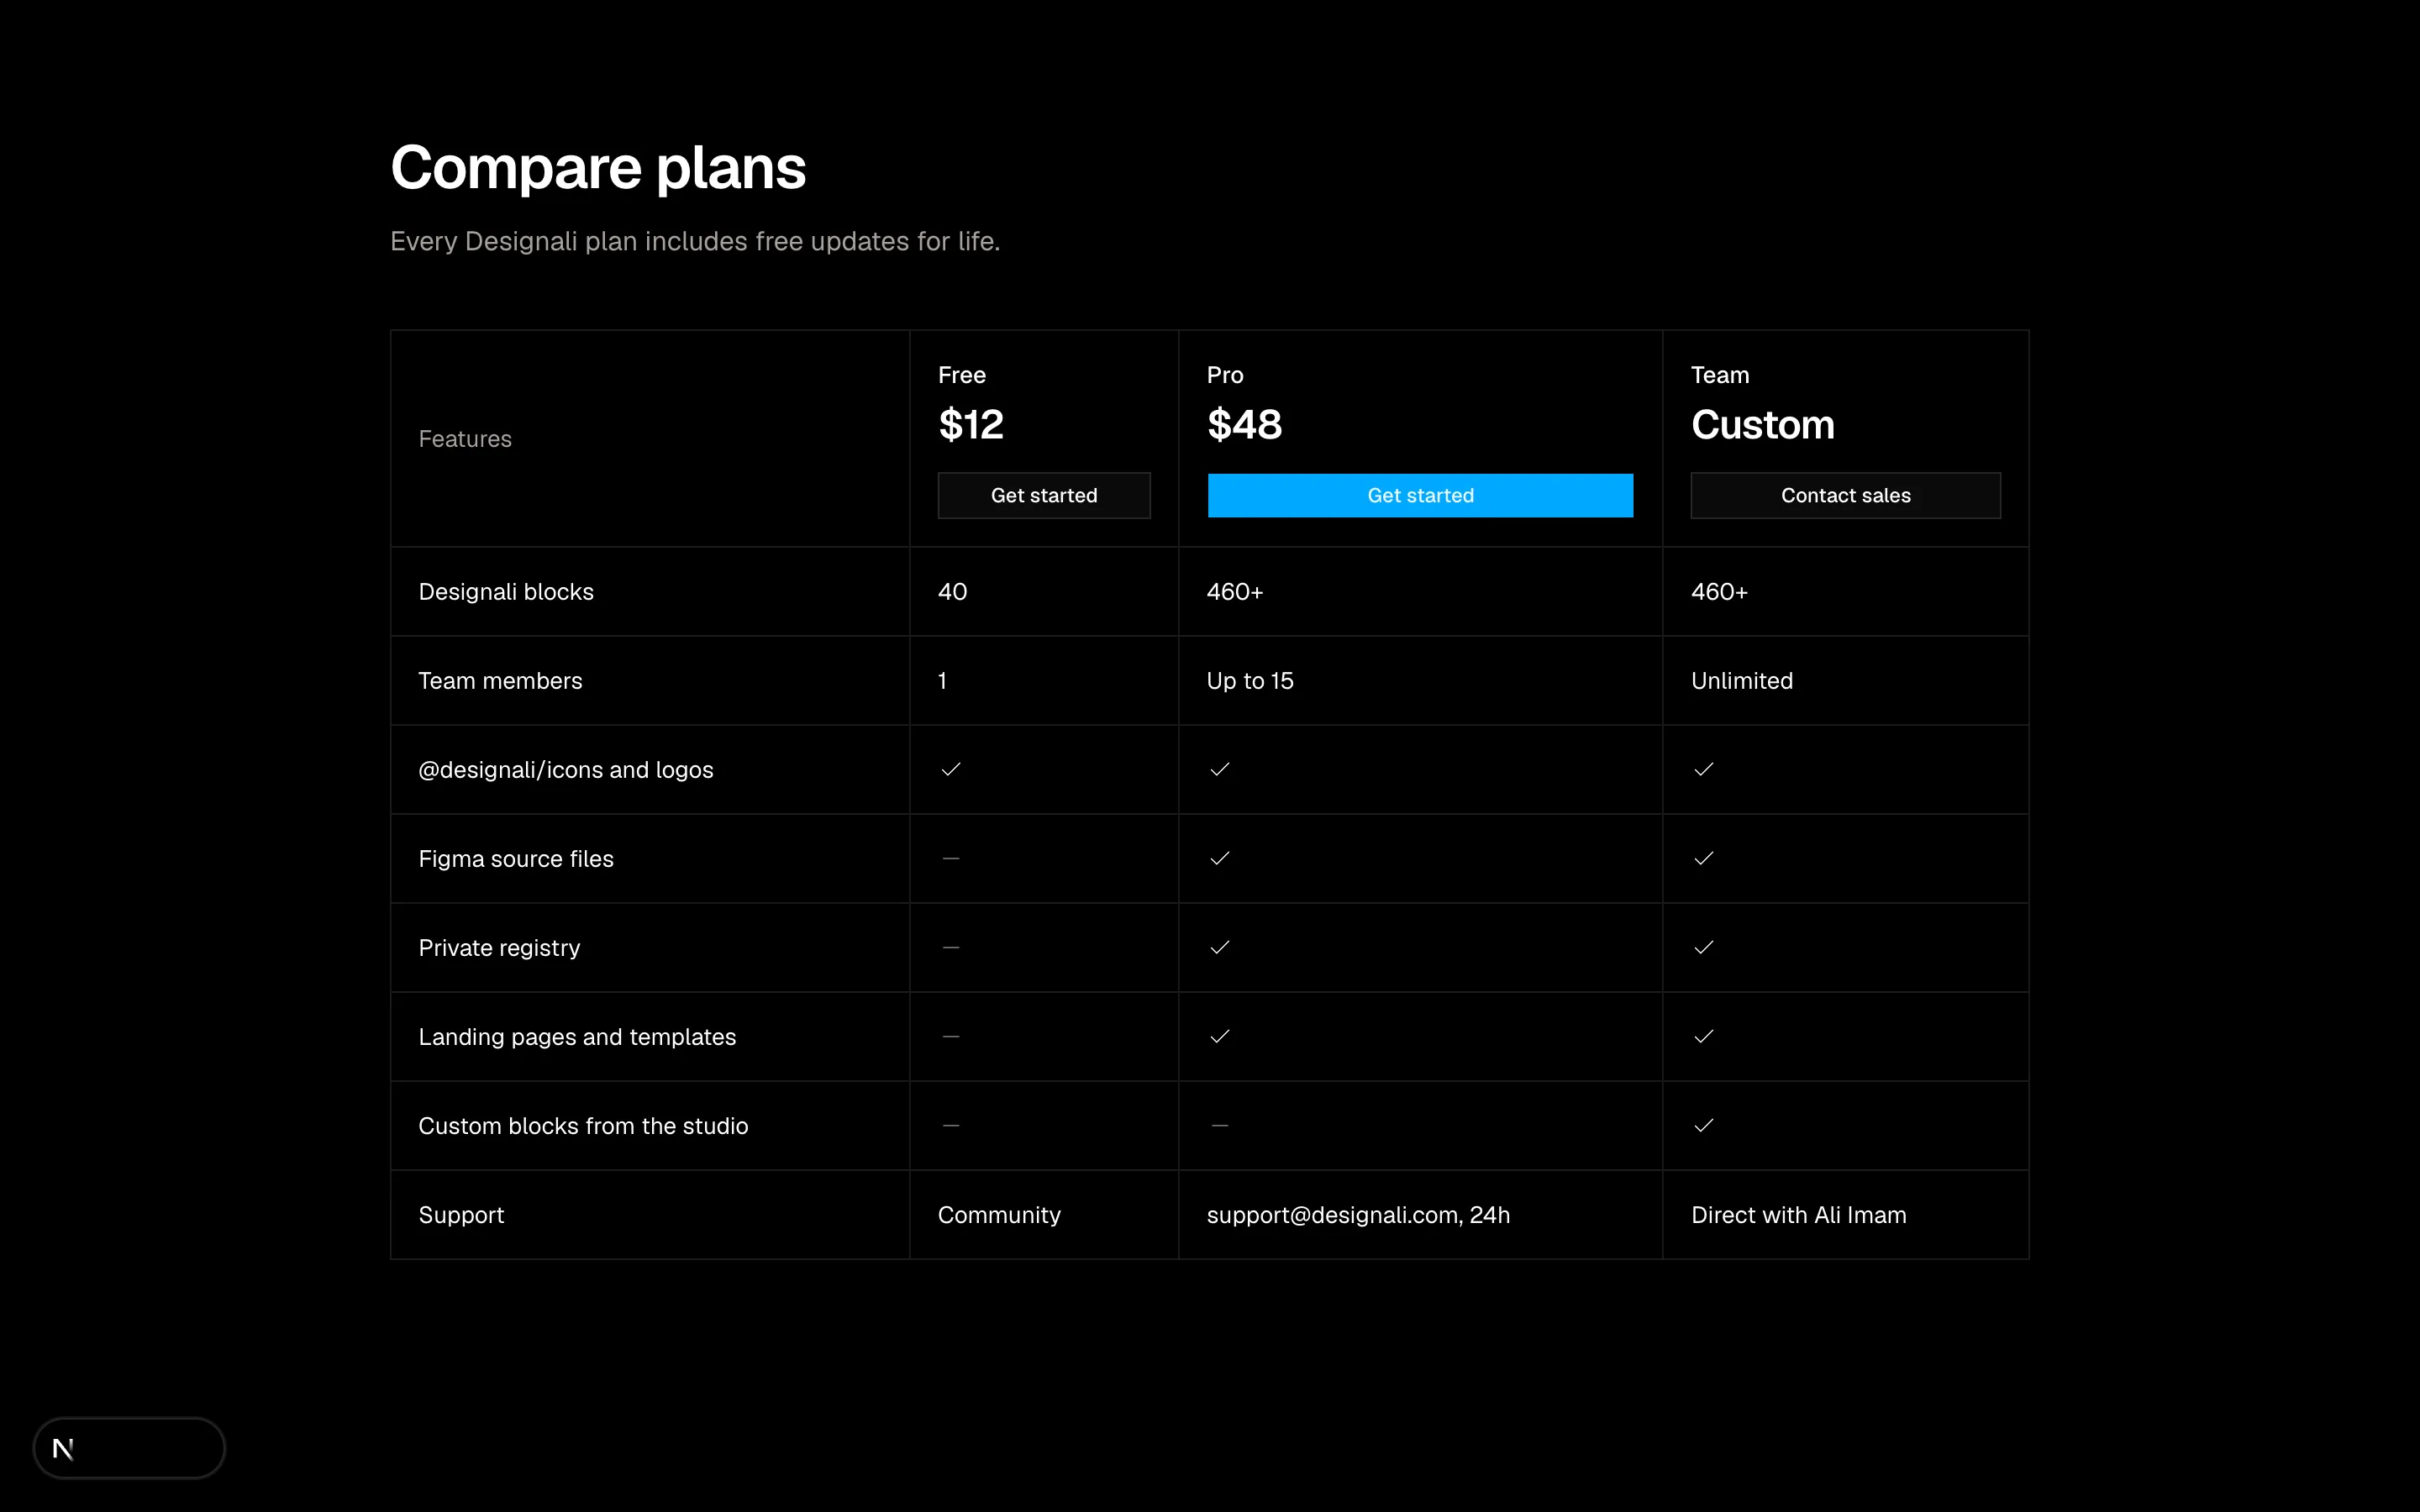 Compare plans
Every Designali plan includes free updates for life.
Features
Free
$12
Get started
Pro
$48
Get started
Team
Custom
Contact sales
Designali blocks 40 460+ 460+
Team members 1 Up to 15 Unlimited
@designali/icons and logos ✓ ✓ ✓
Figma source files — ✓ ✓
Private registry — ✓ ✓
Landing pages and templates — ✓ ✓
Custom blocks from the studio — — ✓
Support Community support@designali.com, 24h Direct with Ali Imam
N